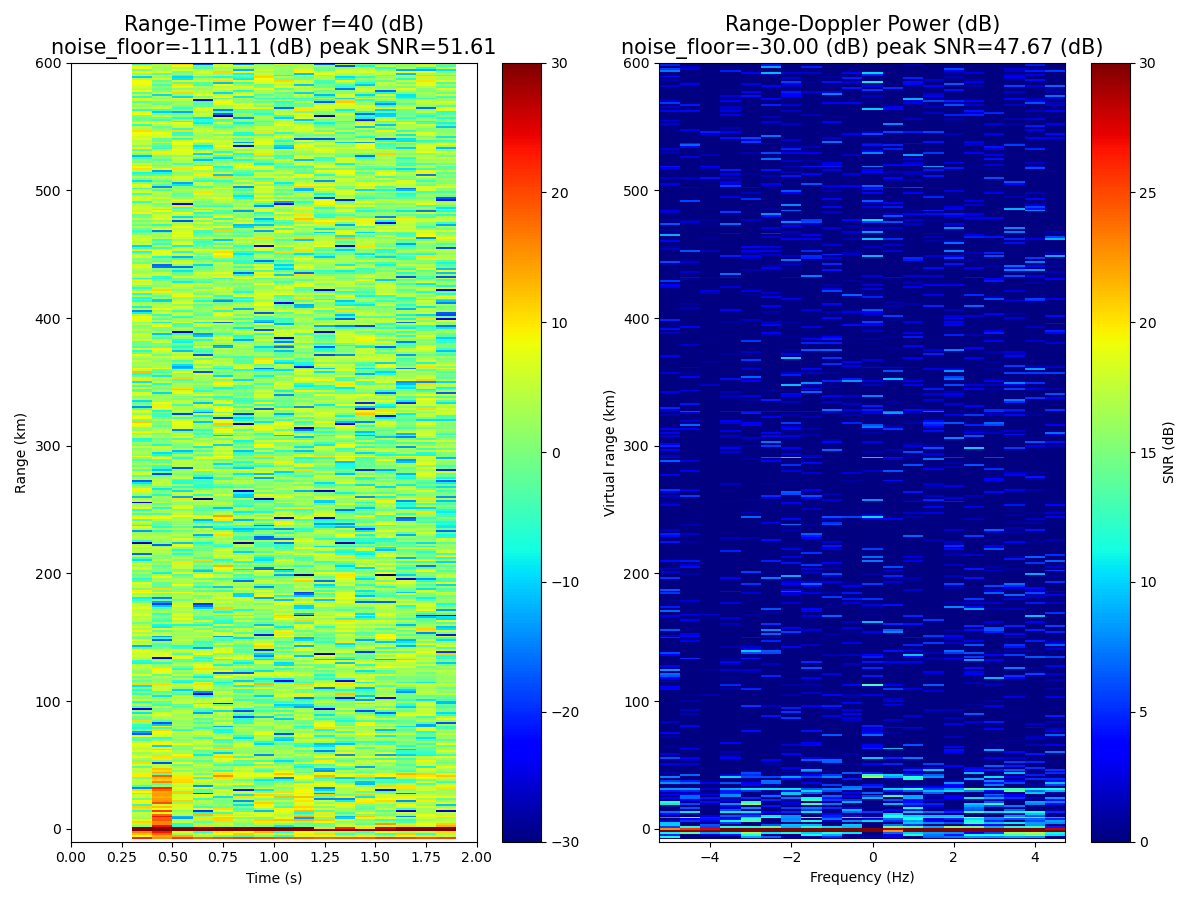 Range-Time Power f=40 (dB)
noise_floor=-111.11 (dB) peak SNR=51.61
Range-Doppler Power (dB)
noise_floor=-30.00 (dB) peak SNR=47.67 (dB)
600
500
400
300
200
100
0
Range (km)
0.00 0.25 0.50 0.75 1.00 1.25 1.50 1.75 2.00
Time (s)
30
20
10
0
−10
−20
−30
600
500
400
300
200
100
0
Virtual range (km)
−4 −2 0 2 4
Frequency (Hz)
30
25
20
15
10
5
0
SNR (dB)